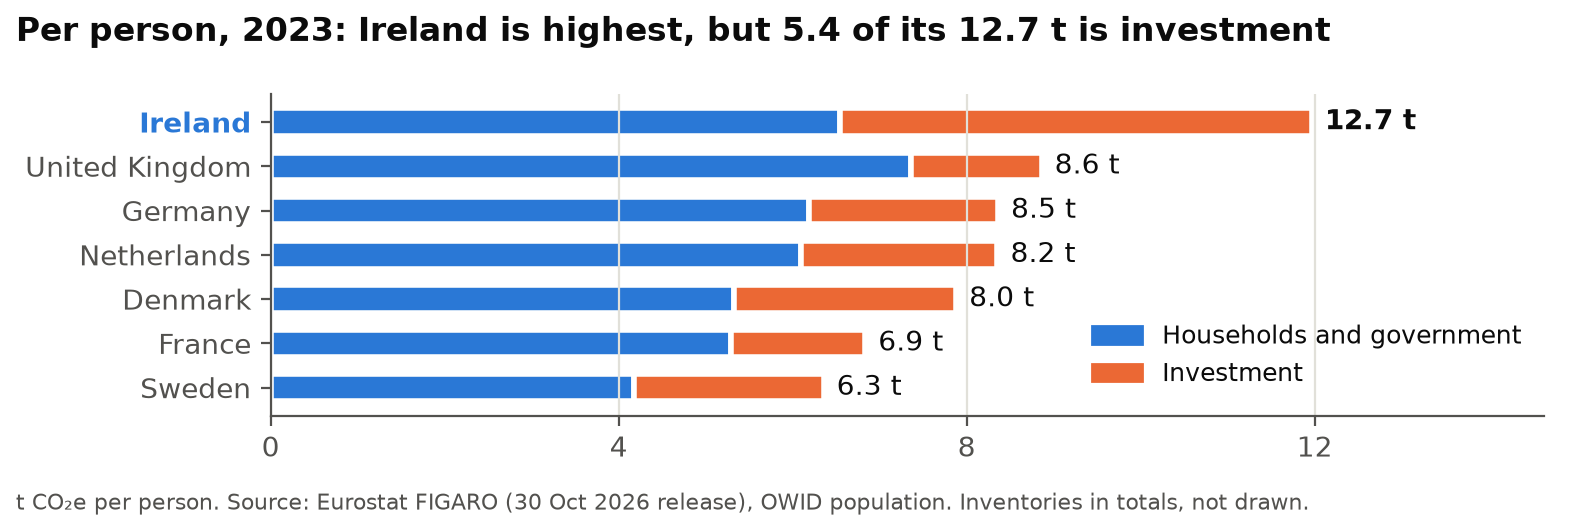 Per person, 2023: Ireland is highest, but 5.4 of its 12.7 t is investment
Ireland 12.7 t
United Kingdom 8.6 t
Germany 8.5 t
Netherlands 8.2 t
Denmark 8.0 t
France 6.9 t
Sweden 6.3 t
Households and government
Investment
0 4 8 12
t CO₂e per person. Source: Eurostat FIGARO (30 Oct 2026 release), OWID population. Inventories in totals, not drawn.